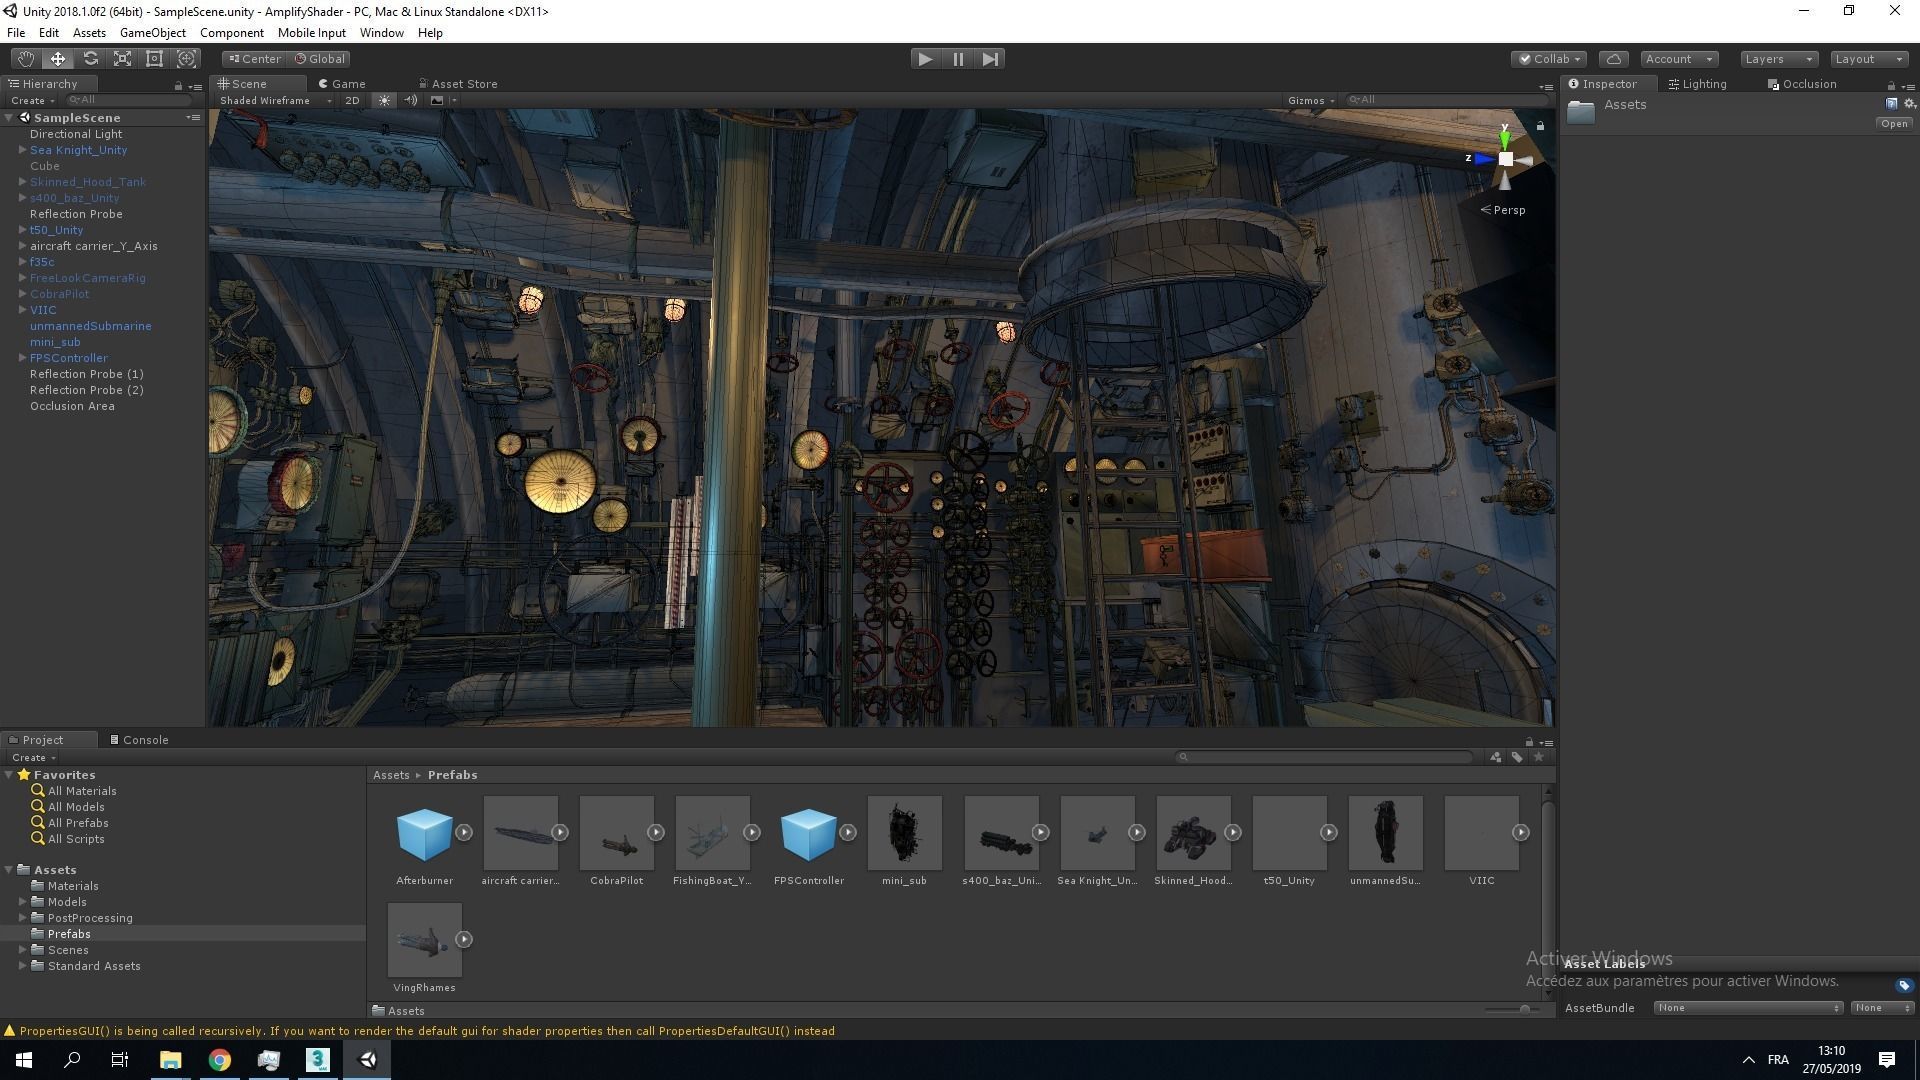 Unity 2018.1.0f2 (64bit) - SampleScene.unity - AmplifyShader - PC, Mac & Linux Standalone <DX11>
File Edit Assets GameObject Component Mobile Input Window Help
Center Global Collab Account Layers Layout
Hierarchy
Create All
SampleScene
Directional Light
Sea Knight_Unity
Cube
Skinned_Hood_Tank
s400_baz_Unity
Reflection Probe
t50_Unity
aircraft carrier_Y_Axis
f35c
FreeLookCameraRig
CobraPilot
VIIC
unmannedSubmarine
mini_sub
FPSController
Reflection Probe (1)
Reflection Probe (2)
Occlusion Area
Scene Game Asset Store
Shaded Wireframe 2D Gizmos All
y
z
Persp
Inspector Lighting Occlusion
Assets
Open
Project Console
Create
Favorites
All Materials
All Models
All Prefabs
All Scripts
Assets
Materials
Models
PostProcessing
Prefabs
Scenes
Standard Assets
Assets Prefabs
Afterburner aircraft carrier... CobraPilot FishingBoat_Y... FPSController mini_sub s400_baz_Uni... Sea Knight_Un... Skinned_Hood... t50_Unity unmannedSu... VIIC
VingRhames
Assets
Activer Windows
Accédez aux paramètres pour activer Windows.
Asset Labels
AssetBundle None None
PropertiesGUI() is being called recursively. If you want to render the default gui for shader properties then call PropertiesDefaultGUI() instead
FRA
13:10
27/05/2019